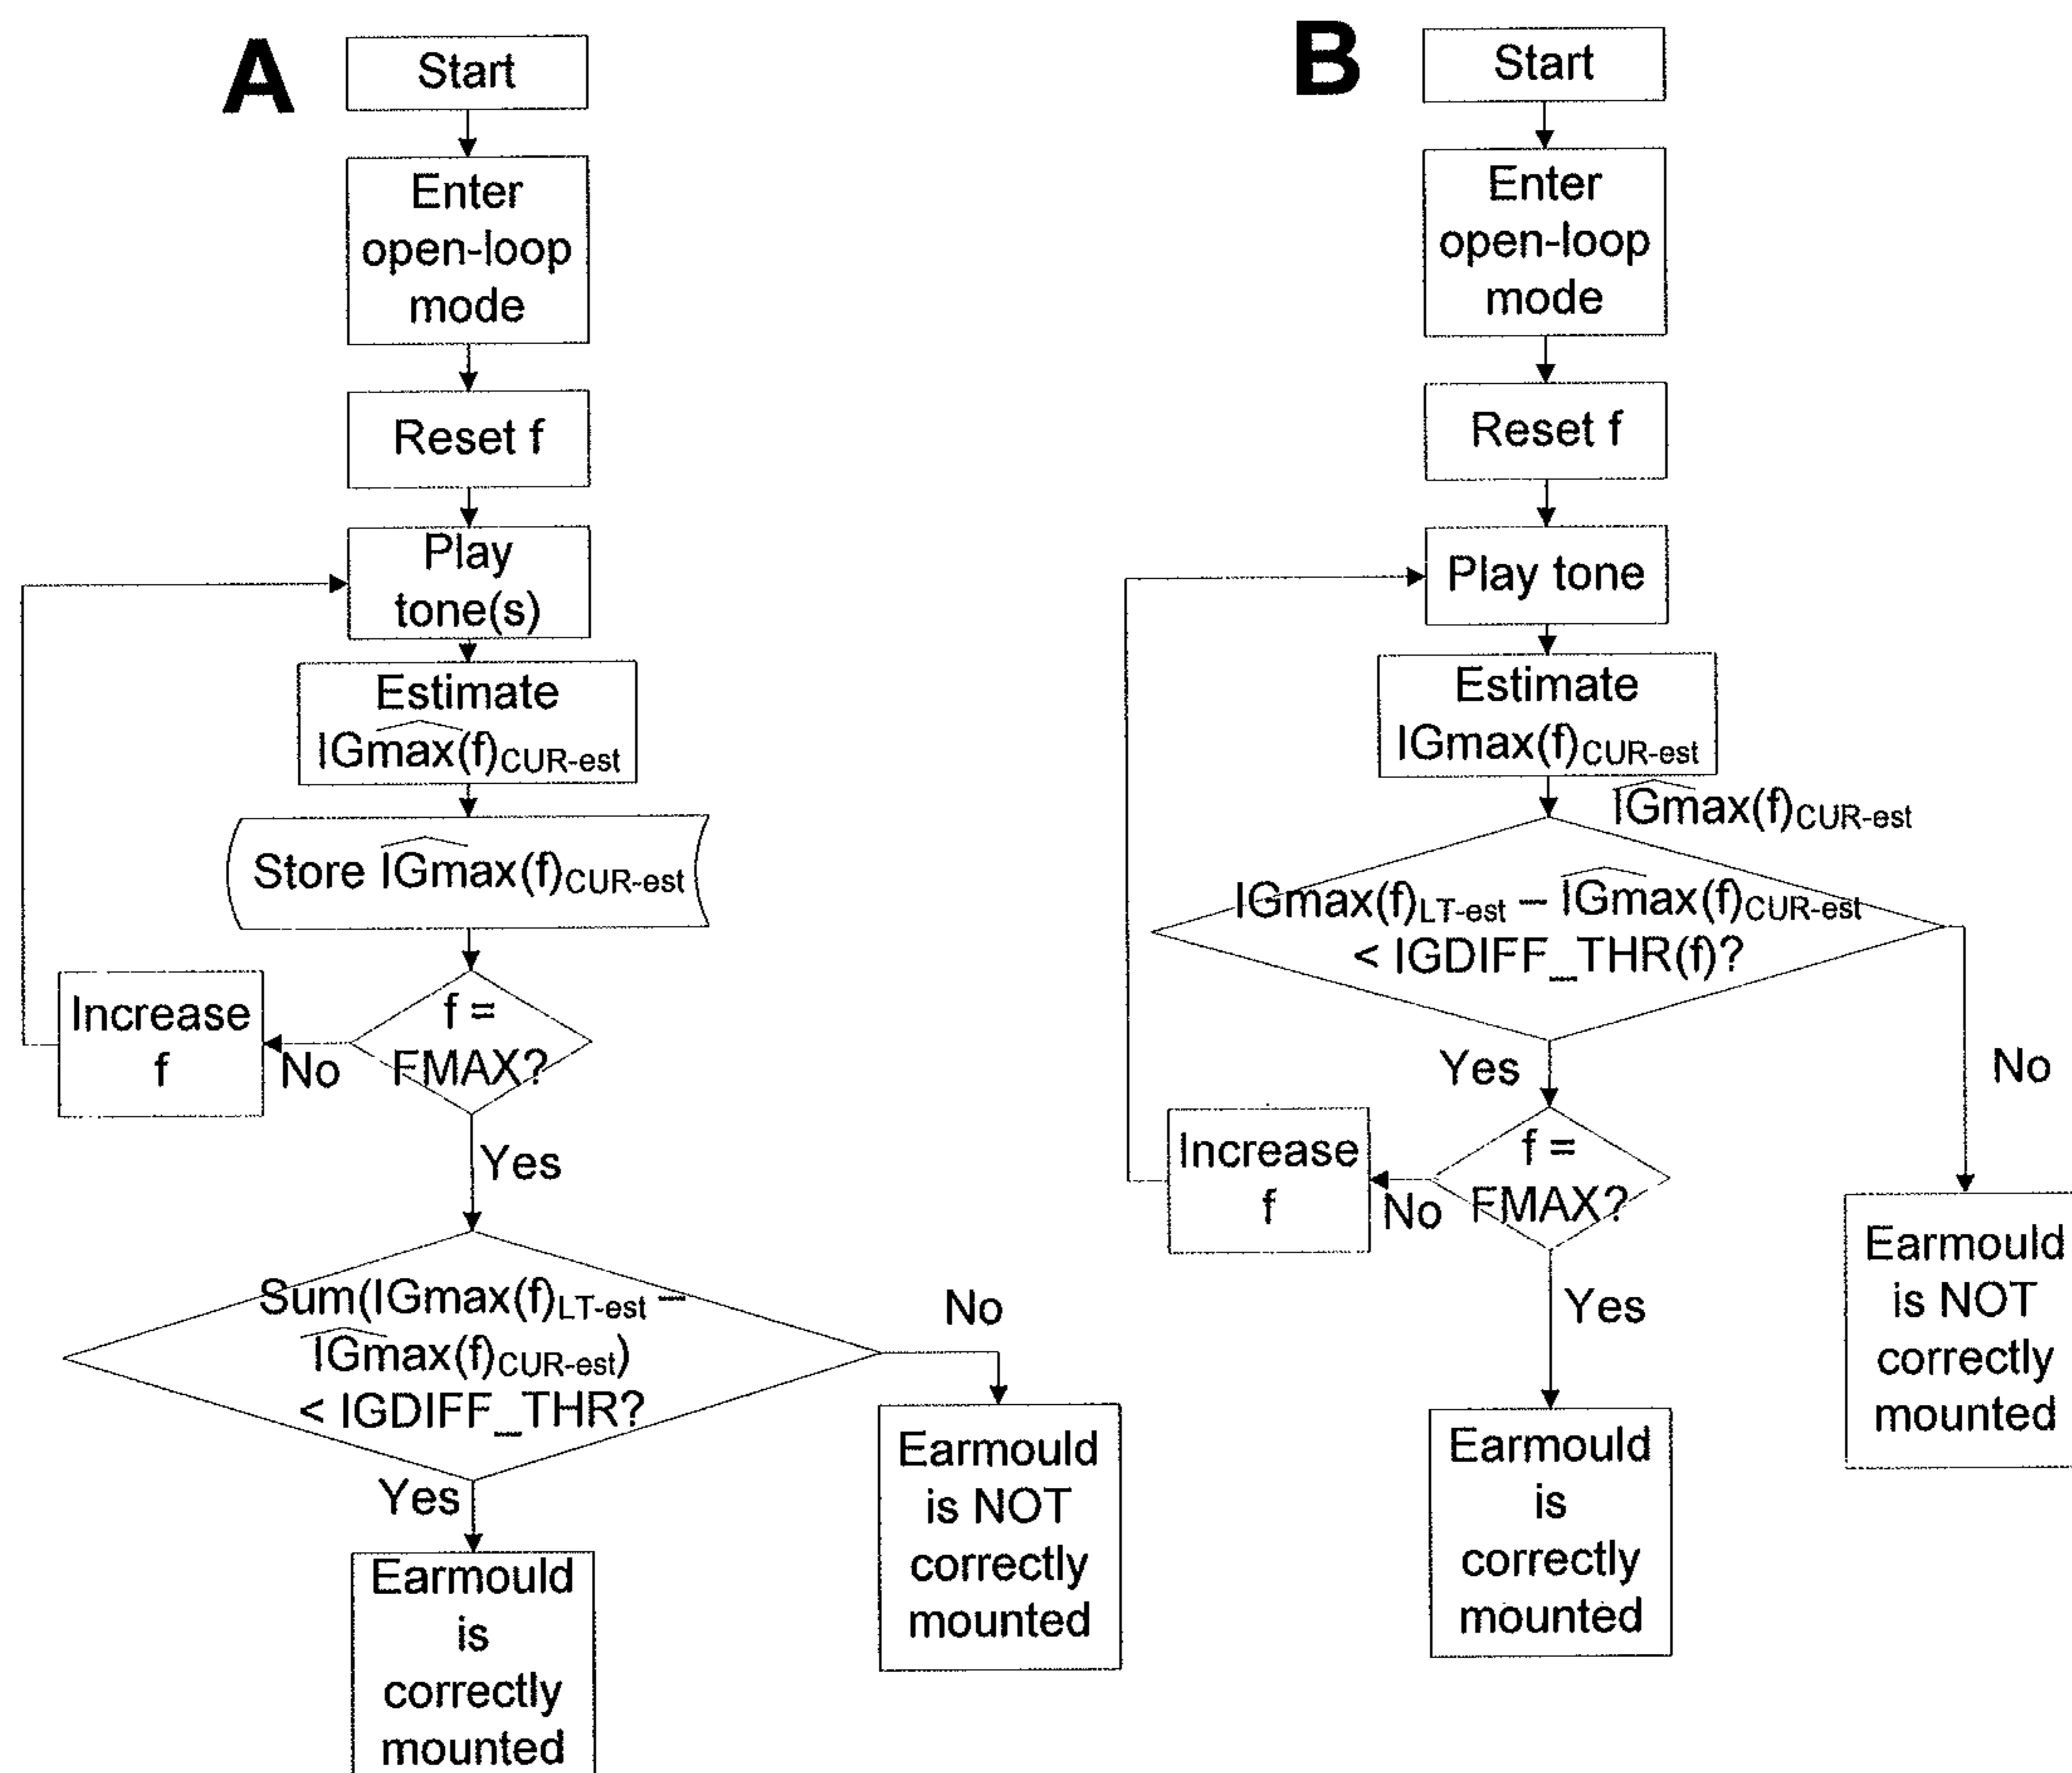 A
Start
Enter
open-loop
mode
Reset f
Play
tone(s)
Estimate
IGmax(f)CUR-est
Store IGmax(f)CUR-est
f =
FMAX?
No
Increase
f
Yes
Sum(IGmax(f)LT-est –
IGmax(f)CUR-est)
< IGDIFF_THR?
No
Earmould
is NOT
correctly
mounted
Yes
Earmould
is
correctly
mounted
B
Start
Enter
open-loop
mode
Reset f
Play tone
Estimate
IGmax(f)CUR-est
IGmax(f)CUR-est
IGmax(f)LT-est – IGmax(f)CUR-est
< IGDIFF_THR(f)?
No
Earmould
is NOT
correctly
mounted
Yes
f =
FMAX?
No
Increase
f
Yes
Earmould
is
correctly
mounted